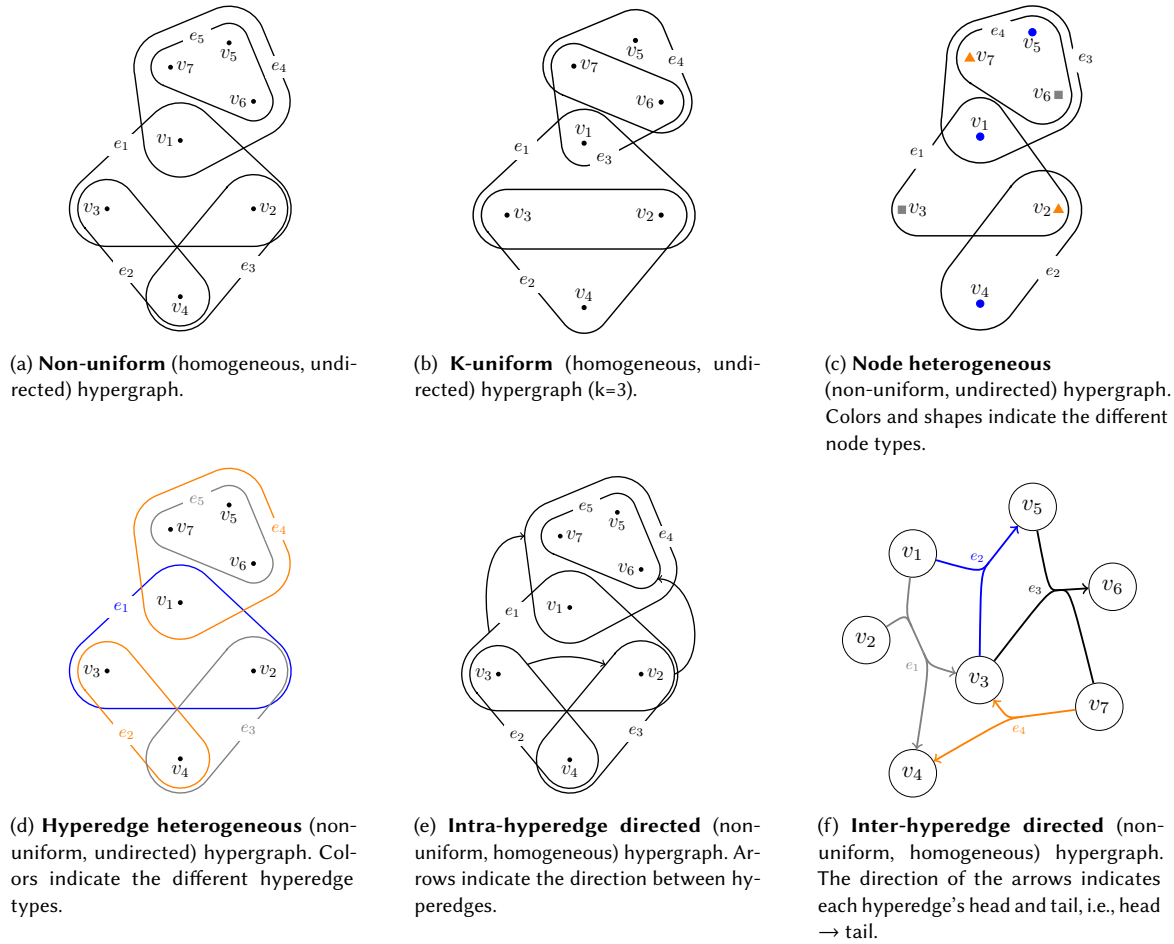 e5
v5
v7
e4
v6
v1
e1
v3
v2
e2
e3
v4
(a) Non-uniform (homogeneous, undi-
rected) hypergraph.
v5
v7
e4
v6
v1
e1
e3
v3
v2
e2
v4
(b) K-uniform (homogeneous, undi-
rected) hypergraph (k=3).
e4
v5
e3
v7
v6
v1
e1
v3
v2
e2
v4
(c) Node heterogeneous
(non-uniform, undirected) hypergraph.
Colors and shapes indicate the different
node types.
e5
v5
v7
e4
v6
e1
v1
v3
v2
e2
e3
v4
(d) Hyperedge heterogeneous (non-
uniform, undirected) hypergraph. Col-
ors indicate the different hyperedge
types.
e5
v5
v7
e4
v6
e1
v1
v3
v2
e2
e3
v4
(e) Intra-hyperedge directed (non-
uniform, homogeneous) hypergraph. Ar-
rows indicate the direction between hy-
peredges.
v5
v1
e2
v6
e3
v2
e1
v3
v7
e4
v4
(f) Inter-hyperedge directed (non-
uniform, homogeneous) hypergraph.
The direction of the arrows indicates
each hyperedge's head and tail, i.e., head
→ tail.